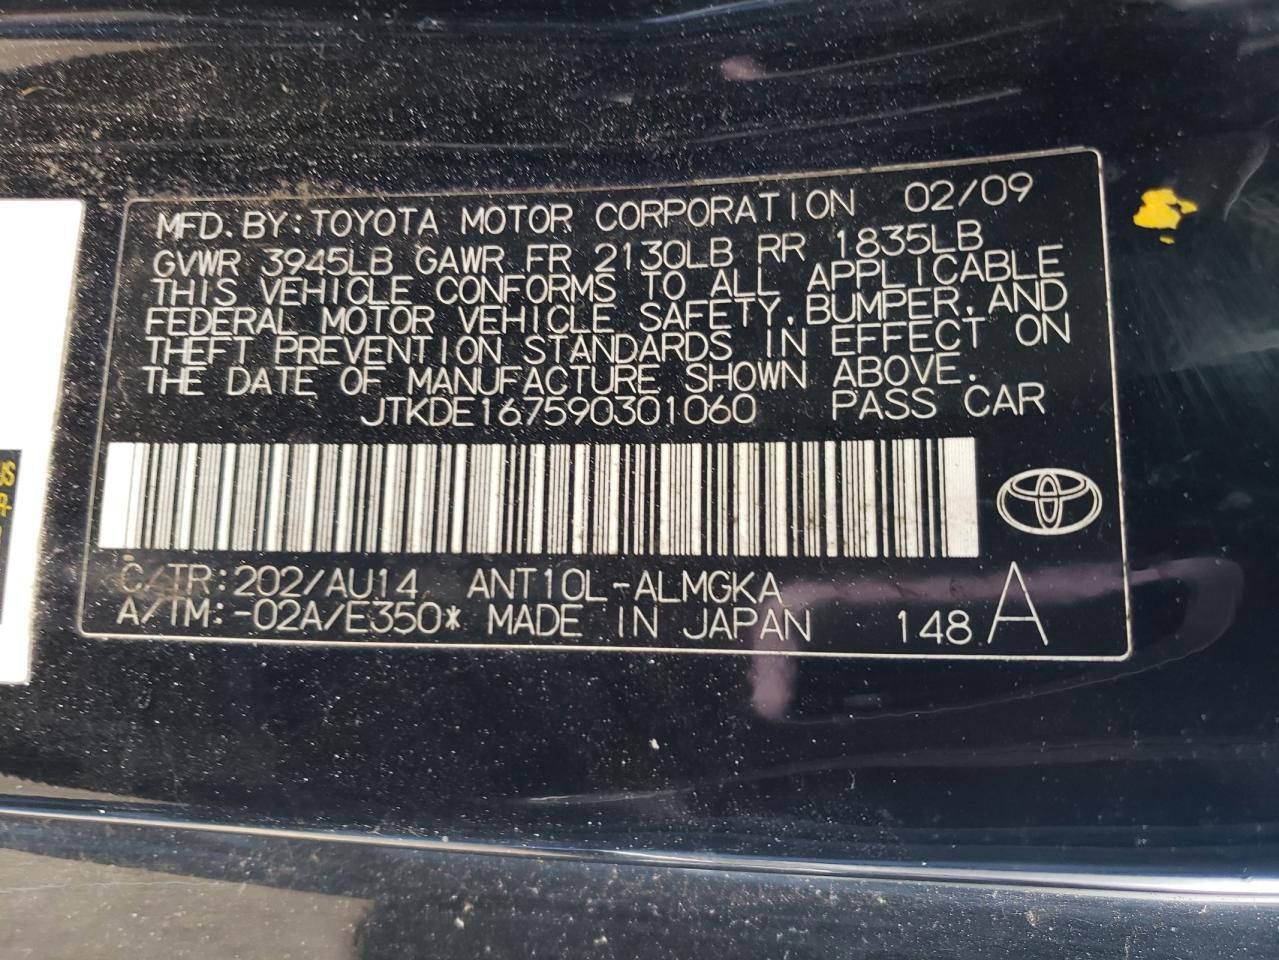 MFD. BY: TOYOTA MOTOR CORPORATION 02/09
GVWR 3945LB GAWR FR 2130LB RR 1835LB
THIS VEHICLE CONFORMS TO ALL APPLICABLE
FEDERAL MOTOR VEHICLE SAFETY, BUMPER, AND
THEFT PREVENTION STANDARDS IN EFFECT ON
THE DATE OF MANUFACTURE SHOWN ABOVE.
JTKDE167590301060 PASS CAR
C/TR: 202/AU14 ANT10L-ALMGKA
A/TM: -02A/E350* MADE IN JAPAN 148 A